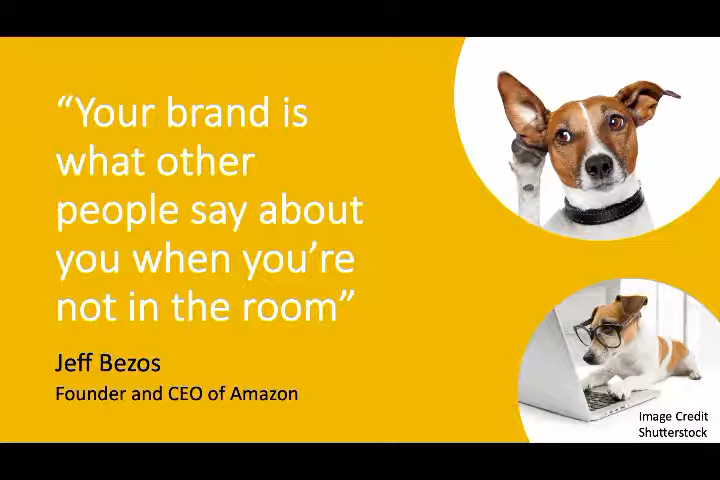 “Your brand is
what other
people say about
you when you’re
not in the room”
Jeff Bezos
Founder and CEO of Amazon
Image Credit
Shutterstock